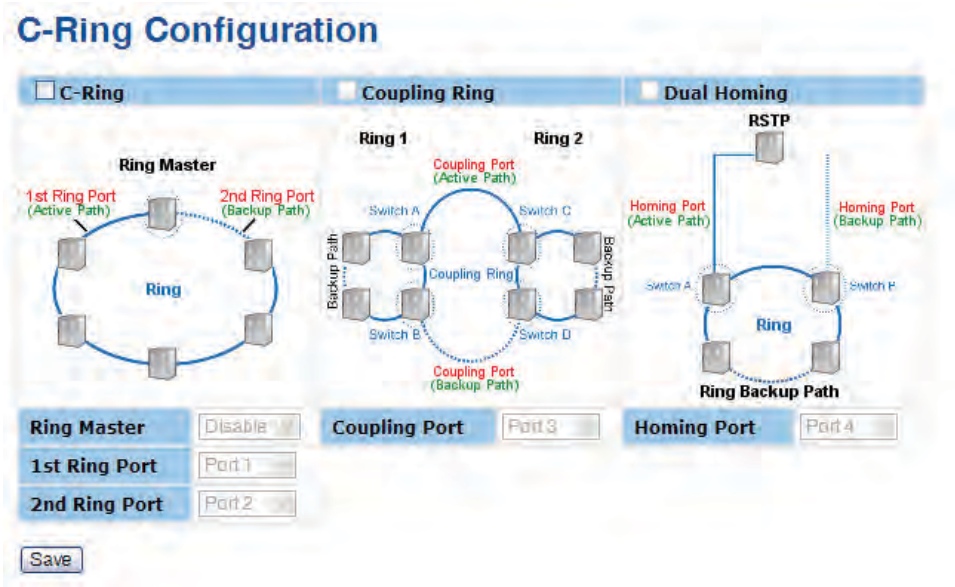 C-Ring Configuration
C-Ring
Coupling Ring
Dual Homing
Ring Master
1st Ring Port
(Active Path)
2nd Ring Port
(Backup Path)
Ring
Ring 1
Ring 2
Coupling Port
(Active Path)
Switch A
Switch C
Backup Path
Coupling Ring
Backup Path
Switch B
Switch D
Coupling Port
(Backup Path)
RSTP
Homing Port
(Active Path)
Homing Port
(Backup Path)
Switch A
Switch B
Ring
Ring Backup Path
Ring Master Disable
1st Ring Port Port 1
2nd Ring Port Port 2
Coupling Port Port 3
Homing Port Port 4
Save